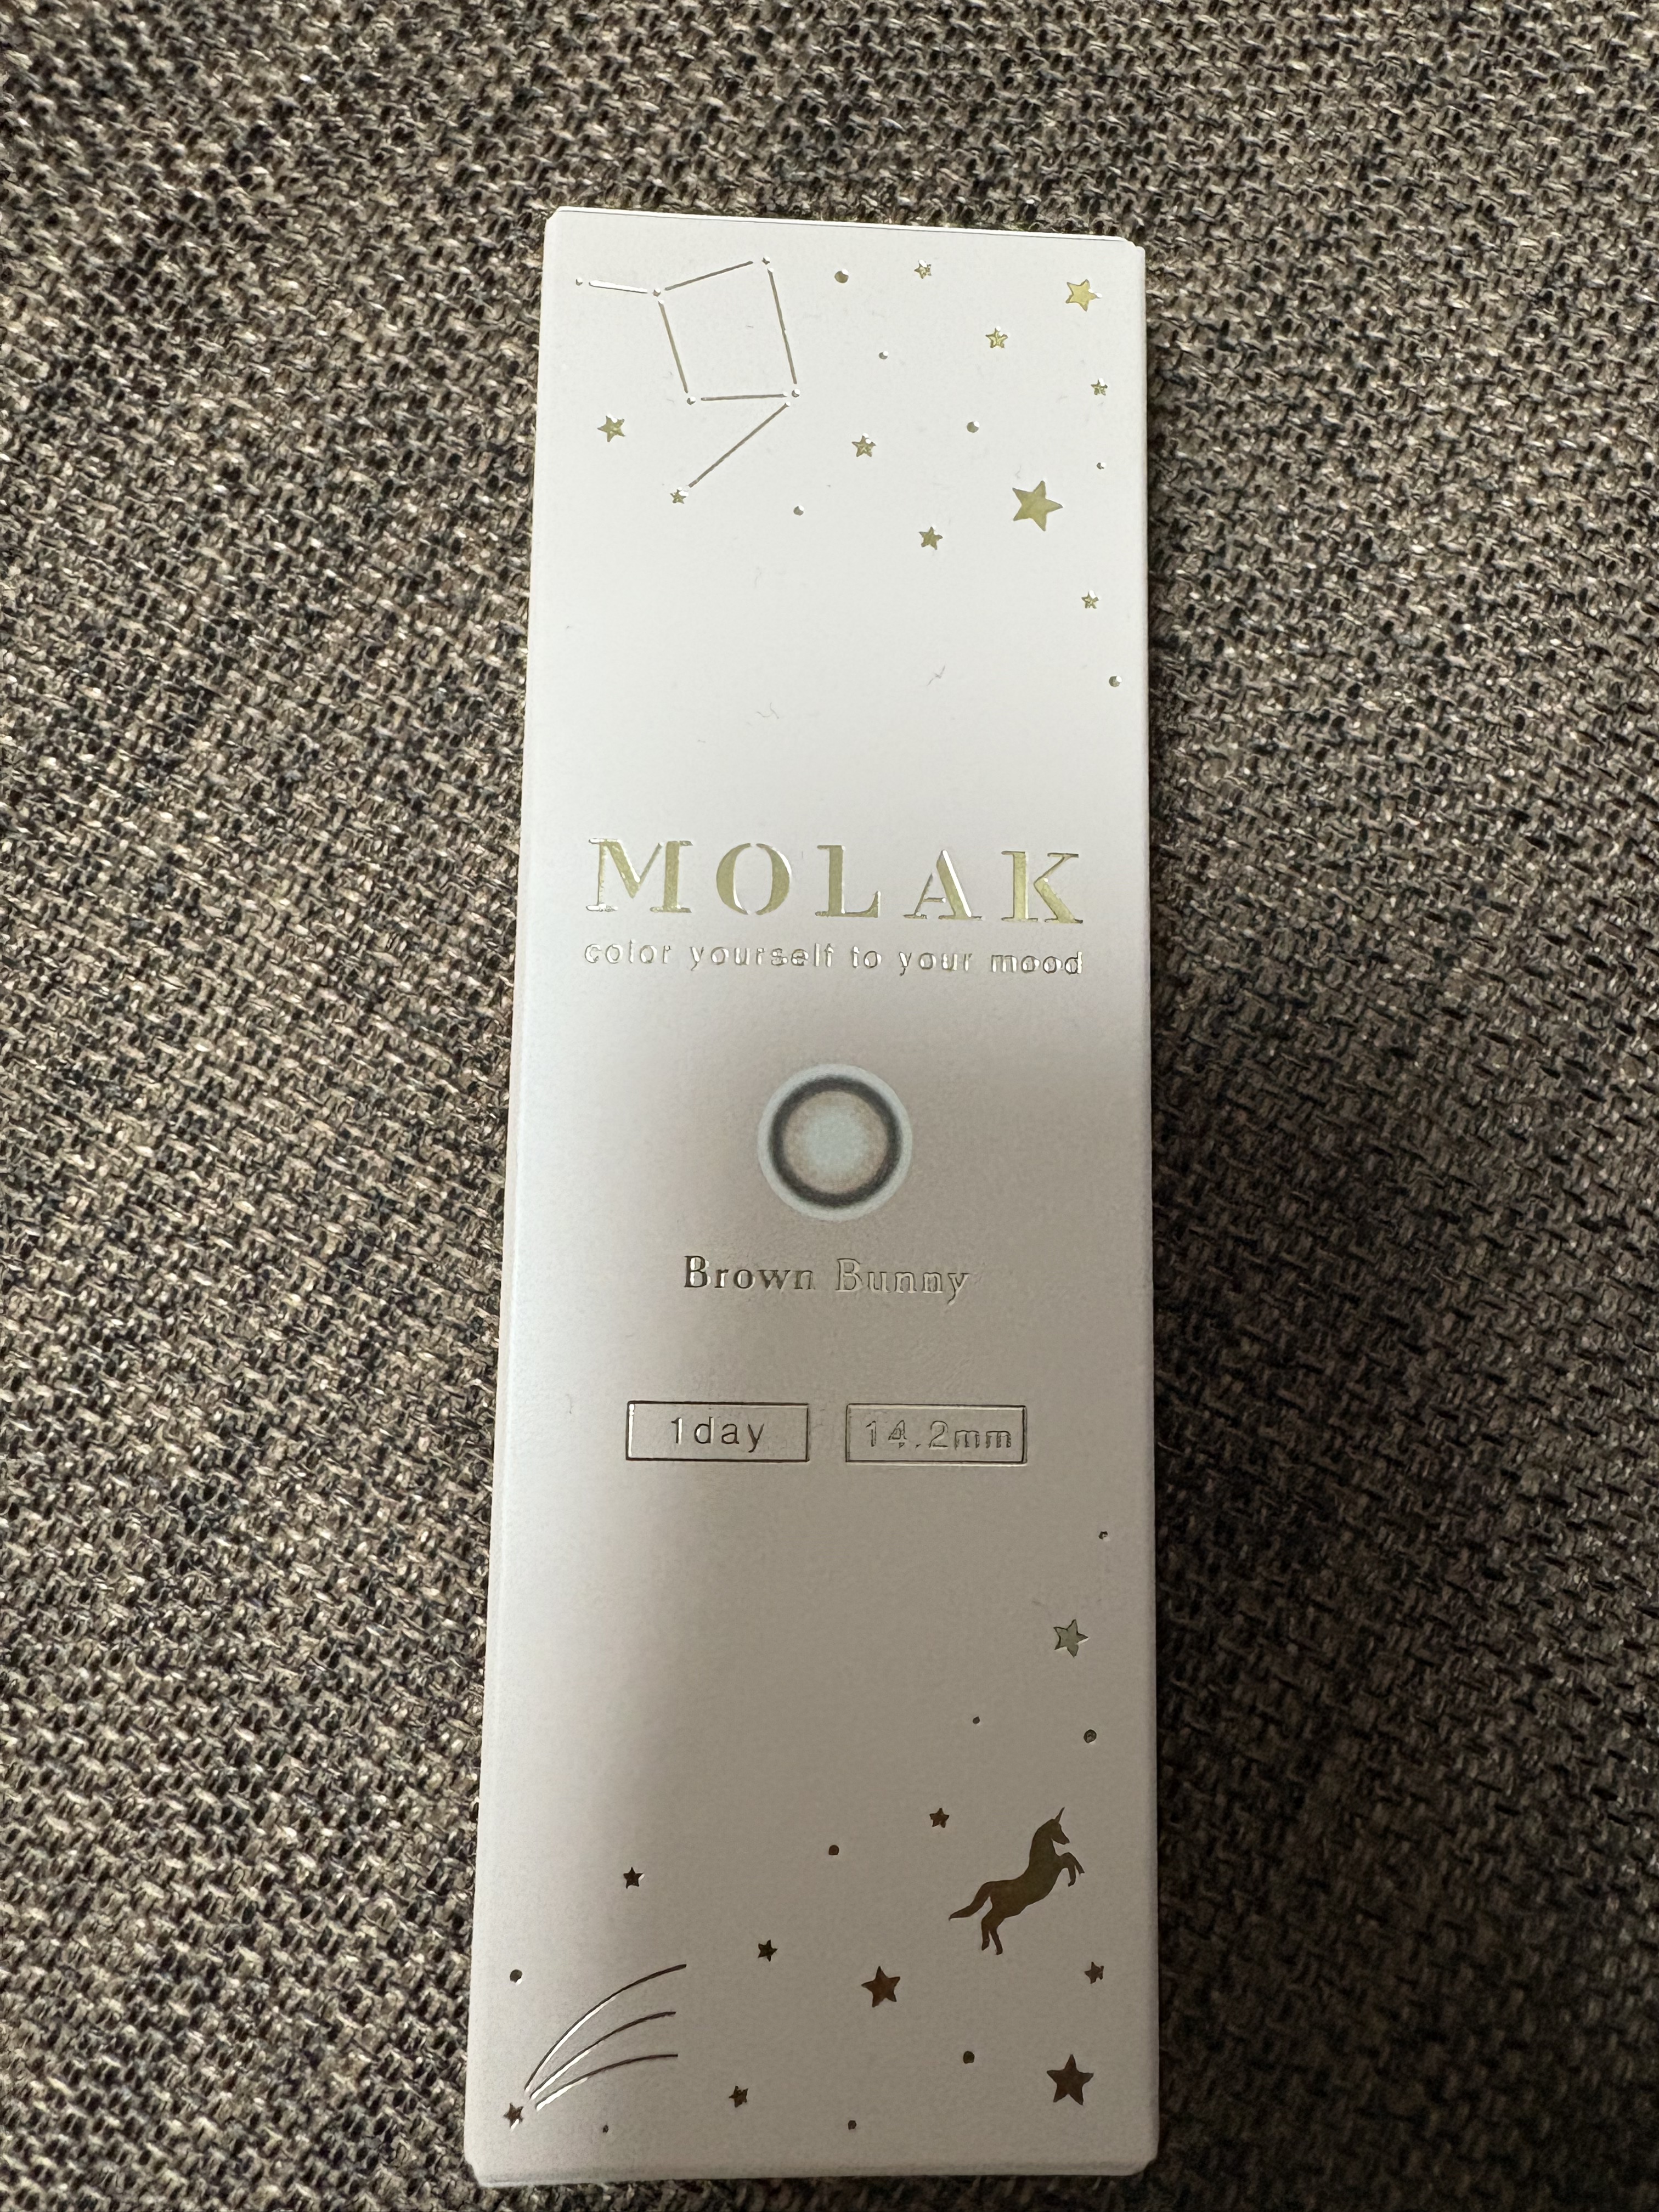 MOLAK
color yourself to your mood
Brown Bunny
1day 14.2mm